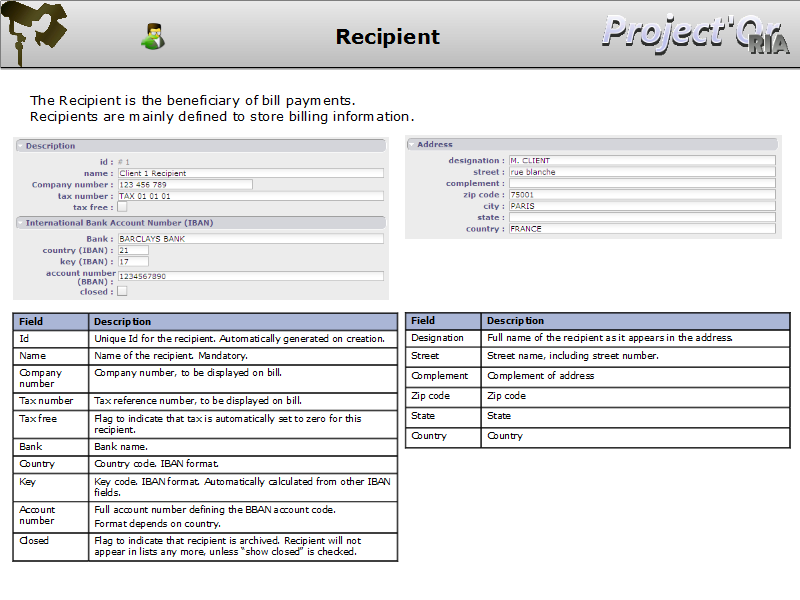 Recipient
Project'Or
RIA
The Recipient is the beneficiary of bill payments.
Recipients are mainly defined to store billing information.
Description
id : # 1
name : Client 1 Recipient
Company number : 123 456 789
tax number : TAX 01 01 01
tax free :
International Bank Account Number (IBAN)
Bank : BARCLAYS BANK
country (IBAN) : 21
key (IBAN) : 17
account number
(BBAN) : 1234567890
closed :
Address
designation : M. CLIENT
street : rue blanche
complement :
zip code : 75001
city : PARIS
state :
country : FRANCE
Field Description
Id Unique Id for the recipient. Automatically generated on creation.
Name Name of the recipient. Mandatory.
Company
number Company number, to be displayed on bill.
Tax number Tax reference number, to be displayed on bill.
Tax free Flag to indicate that tax is automatically set to zero for this
recipient.
Bank Bank name.
Country Country code. IBAN format.
Key Key code. IBAN format. Automatically calculated from other IBAN
fields.
Account
number Full account number defining the BBAN account code.
Format depends on country.
Closed Flag to indicate that recipient is archived. Recipient will not
appear in lists any more, unless “show closed” is checked.
Field Description
Designation Full name of the recipient as it appears in the address.
Street Street name, including street number.
Complement Complement of address
Zip code Zip code
State State
Country Country